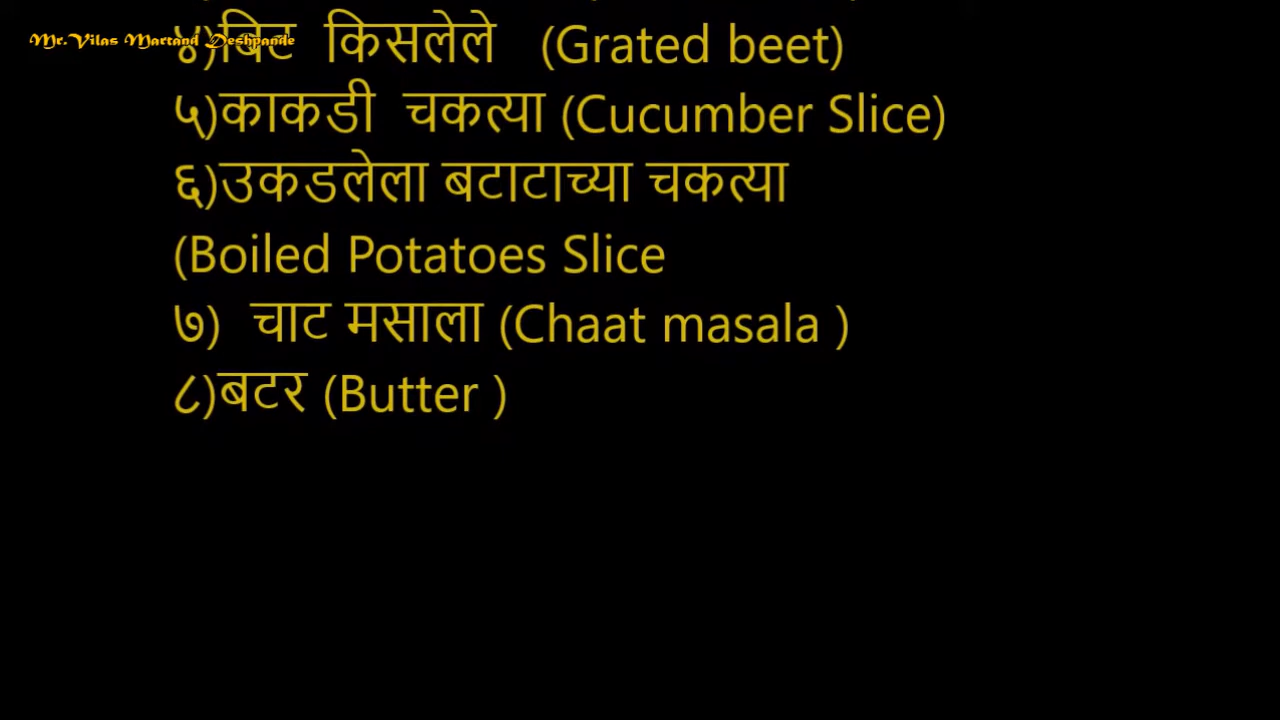 Mr.Vilas Martand Deshpande
४)बिट किसलेले (Grated beet)
५)काकडी चकत्या (Cucumber Slice)
६)उकडलेला बटाटाच्या चकत्या
(Boiled Potatoes Slice
७) चाट मसाला (Chaat masala )
८)बटर (Butter )